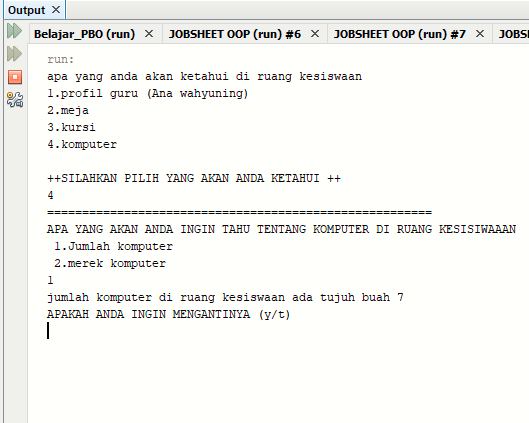 Output
Belajar_PBO (run) JOBSHEET OOP (run) #6 JOBSHEET OOP (run) #7 JOBS
run:
apa yang anda akan ketahui di ruang kesiswaan
1.profil guru (Ana wahyuning)
2.meja
3.kursi
4.komputer
++SILAHKAN PILIH YANG AKAN ANDA KETAHUI ++
4
=======================================================
APA YANG AKAN ANDA INGIN TAHU TENTANG KOMPUTER DI RUANG KESISIWAAAN
1.Jumlah komputer
2.merek komputer
1
jumlah komputer di ruang kesiswaan ada tujuh buah 7
APAKAH ANDA INGIN MENGANTINYA (y/t)